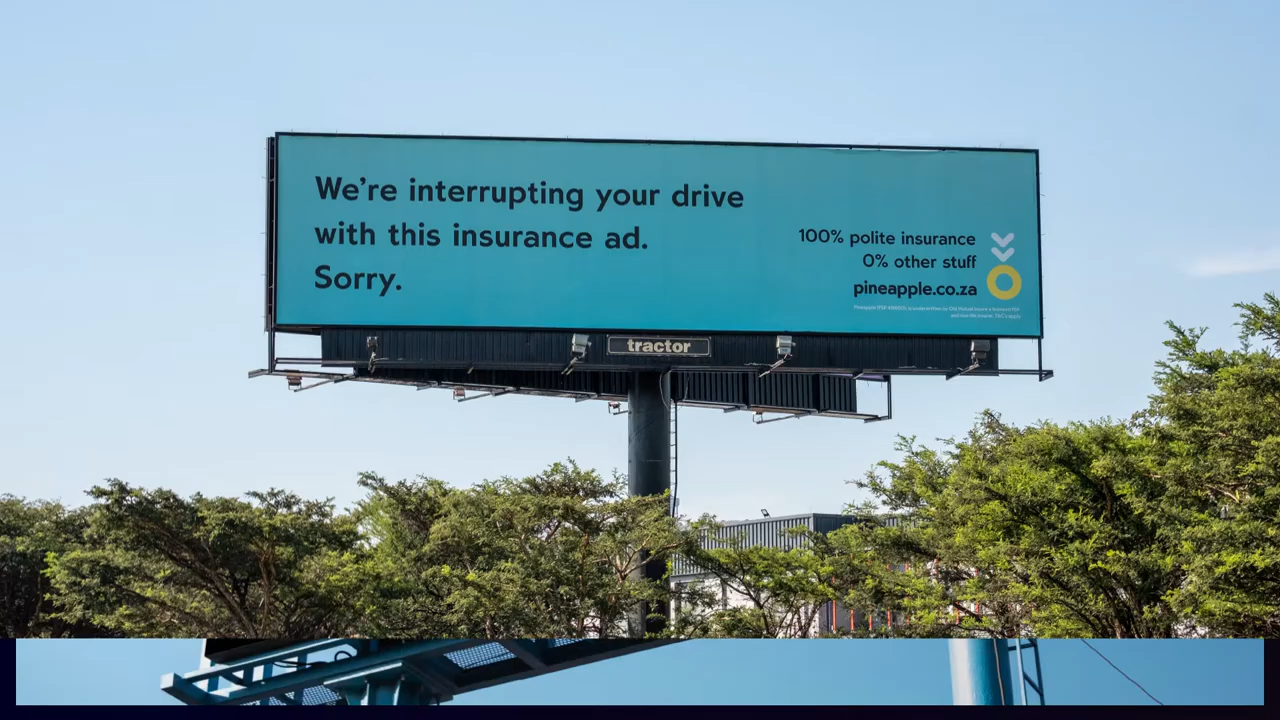 We're interrupting your drive
with this insurance ad.
Sorry.
100% polite insurance
0% other stuff
pineapple.co.za
tractor